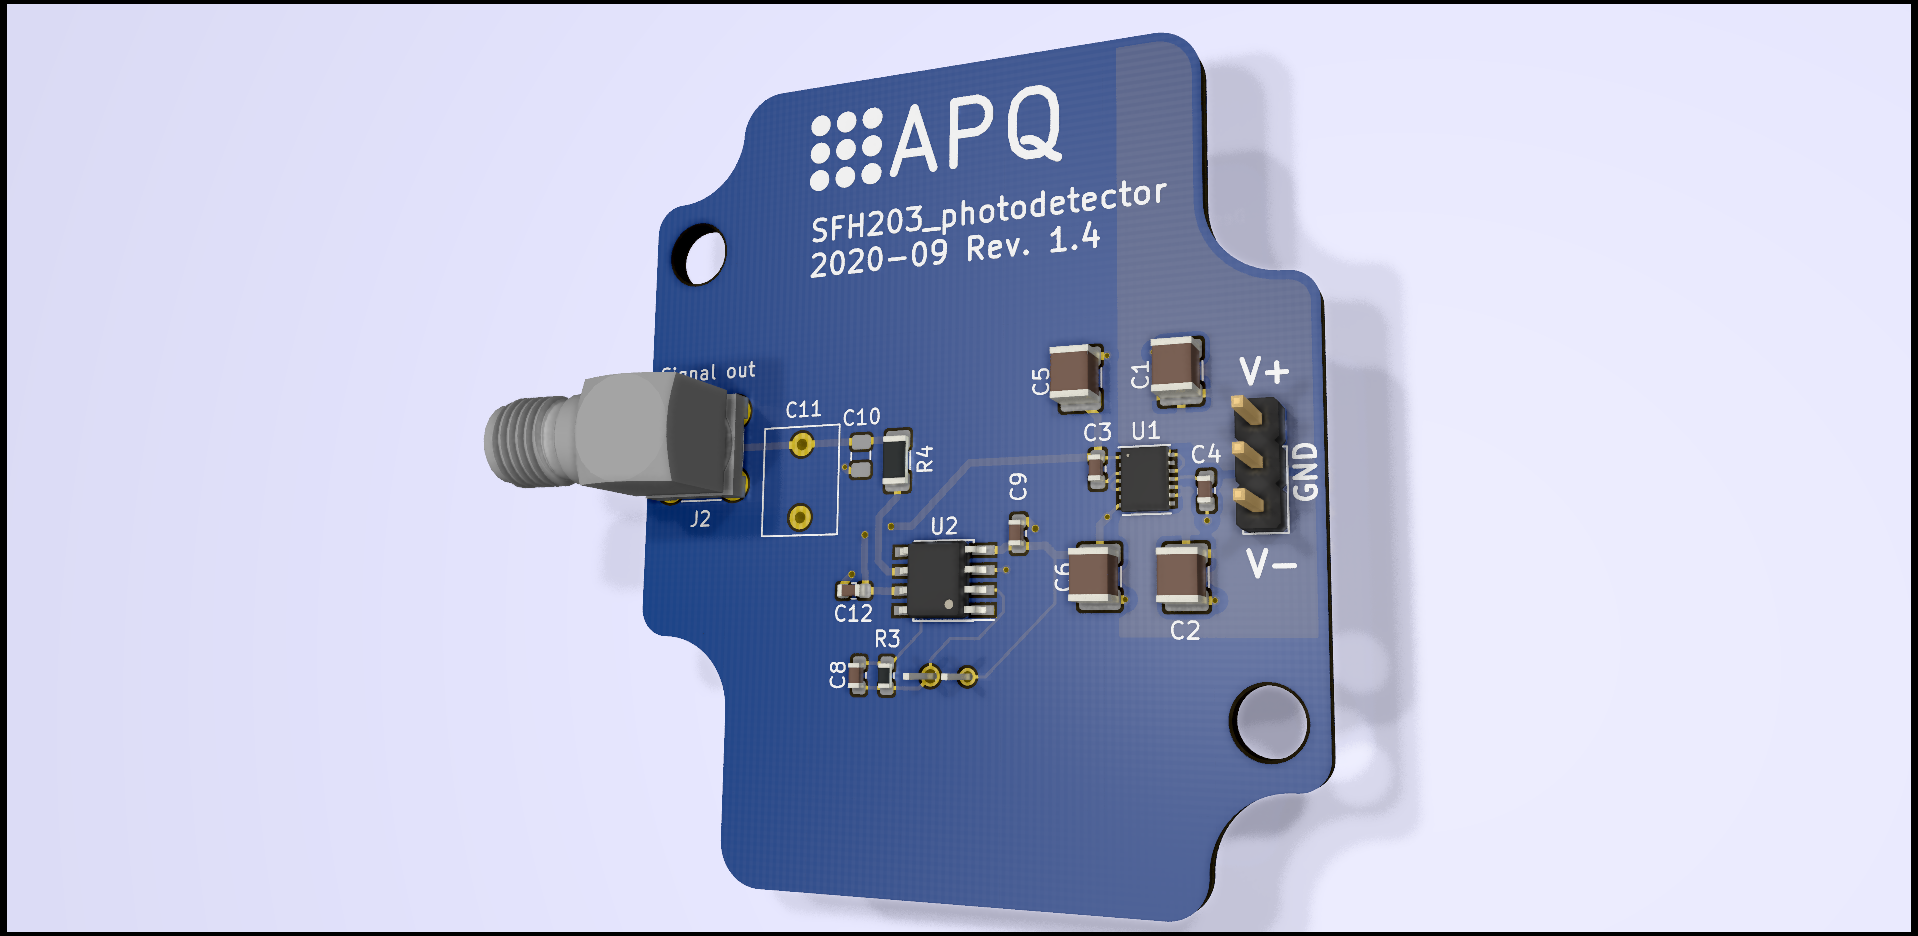 APQ
SFH203_photodetector
2020-09 Rev. 1.4
Signal out
C5
C1
V+
C11
C10
R4
C3
U1
C4
GND
C9
J2
U2
C6
V-
C12
C2
R3
C8